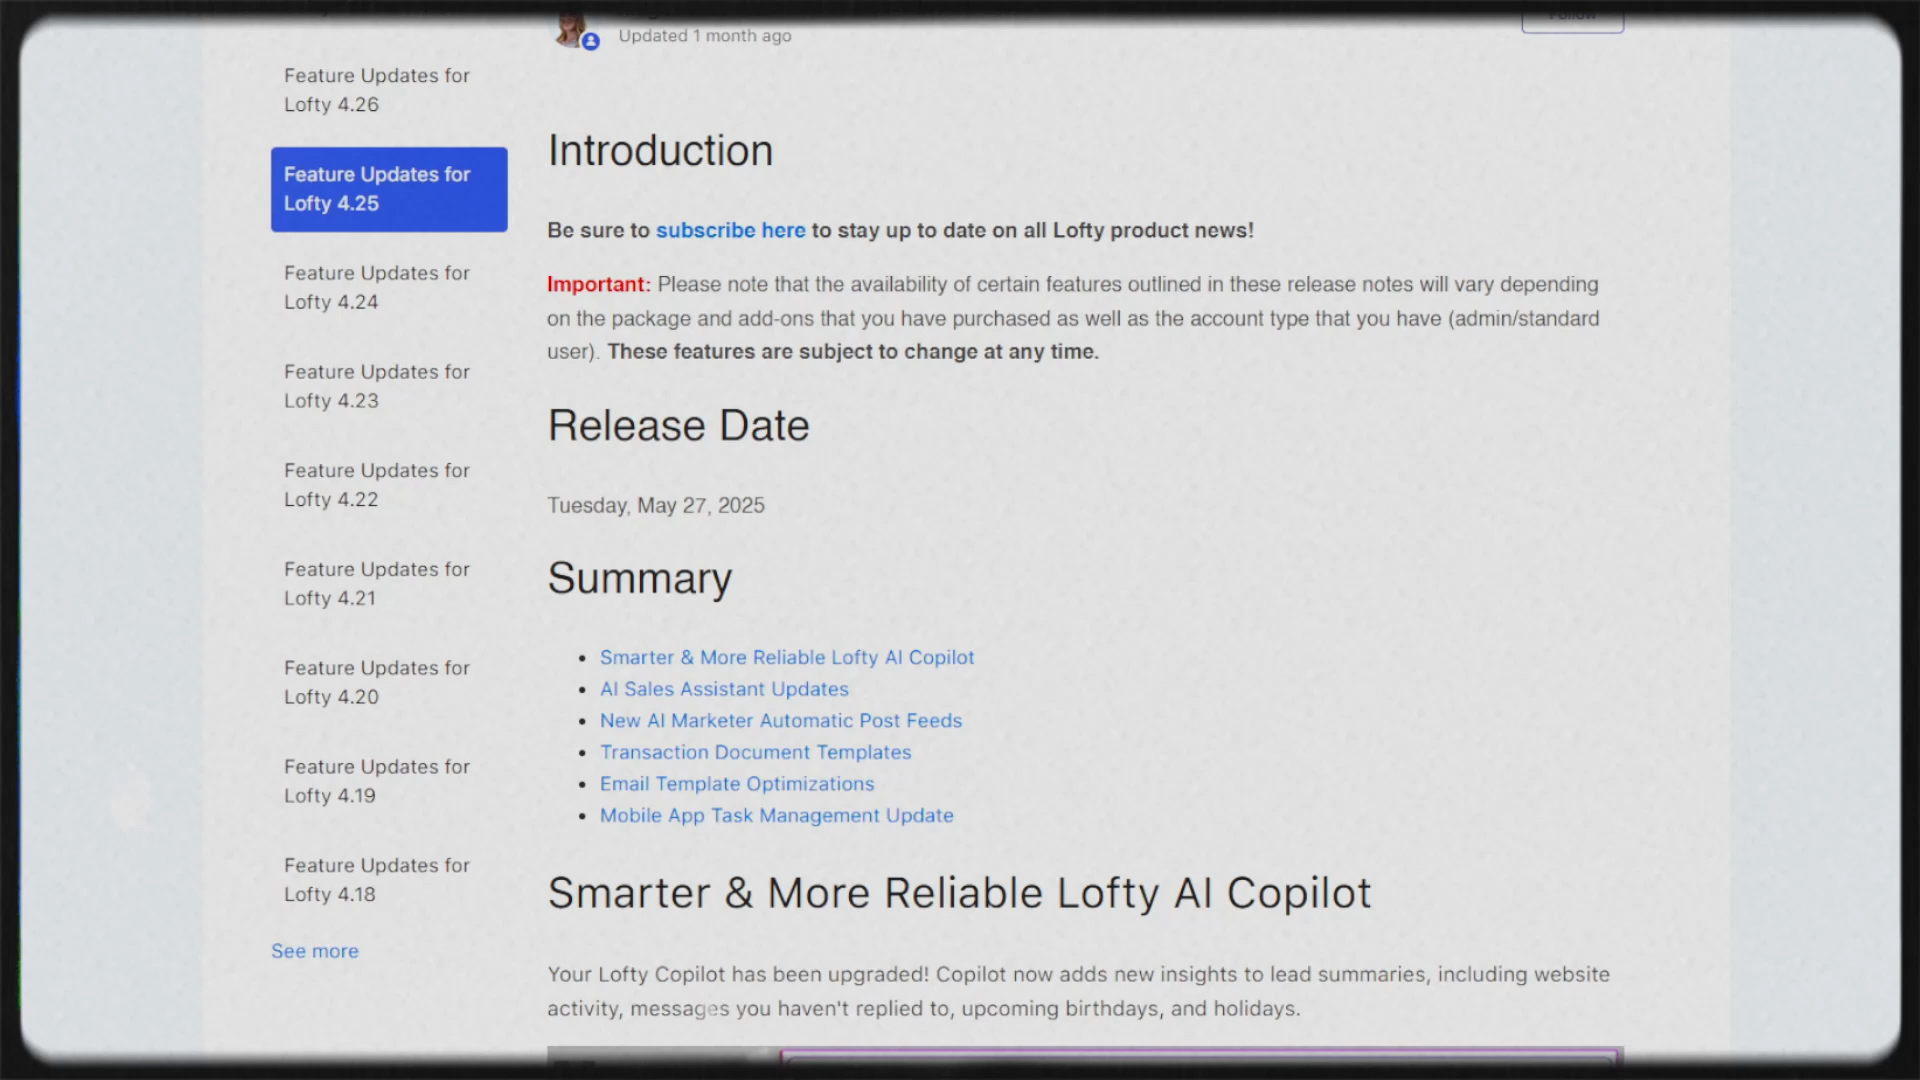 Updated 1 month ago
Follow
Feature Updates for
Lofty 4.26
Feature Updates for
Lofty 4.25
Feature Updates for
Lofty 4.24
Feature Updates for
Lofty 4.23
Feature Updates for
Lofty 4.22
Feature Updates for
Lofty 4.21
Feature Updates for
Lofty 4.20
Feature Updates for
Lofty 4.19
Feature Updates for
Lofty 4.18
See more
Introduction
Be sure to subscribe here to stay up to date on all Lofty product news!
Important: Please note that the availability of certain features outlined in these release notes will vary depending
on the package and add-ons that you have purchased as well as the account type that you have (admin/standard
user). These features are subject to change at any time.
Release Date
Tuesday, May 27, 2025
Summary
Smarter & More Reliable Lofty AI Copilot
AI Sales Assistant Updates
New AI Marketer Automatic Post Feeds
Transaction Document Templates
Email Template Optimizations
Mobile App Task Management Update
Smarter & More Reliable Lofty AI Copilot
Your Lofty Copilot has been upgraded! Copilot now adds new insights to lead summaries, including website
activity, messages you haven't replied to, upcoming birthdays, and holidays.